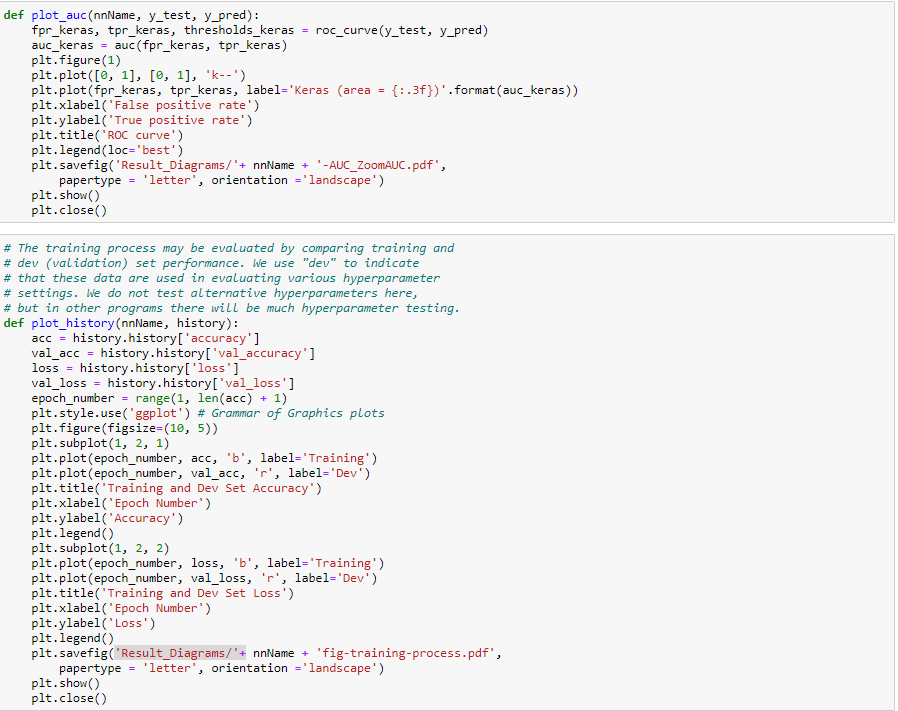 def plot_auc(nnName, y_test, y_pred):
    fpr_keras, tpr_keras, thresholds_keras = roc_curve(y_test, y_pred)
    auc_keras = auc(fpr_keras, tpr_keras)
    plt.figure(1)
    plt.plot([0, 1], [0, 1], 'k--')
    plt.plot(fpr_keras, tpr_keras, label='Keras (area = {:.3f})'.format(auc_keras))
    plt.xlabel('False positive rate')
    plt.ylabel('True positive rate')
    plt.title('ROC curve')
    plt.legend(loc='best')
    plt.savefig('Result_Diagrams/'+ nnName + '-AUC_ZoomAUC.pdf',
        papertype = 'letter', orientation ='landscape')
    plt.show()
    plt.close()
# The training process may be evaluated by comparing training and
# dev (validation) set performance. We use "dev" to indicate
# that these data are used in evaluating various hyperparameter
# settings. We do not test alternative hyperparameters here,
# but in other programs there will be much hyperparameter testing.
def plot_history(nnName, history):
    acc = history.history['accuracy']
    val_acc = history.history['val_accuracy']
    loss = history.history['loss']
    val_loss = history.history['val_loss']
    epoch_number = range(1, len(acc) + 1)
    plt.style.use('ggplot') # Grammar of Graphics plots
    plt.figure(figsize=(10, 5))
    plt.subplot(1, 2, 1)
    plt.plot(epoch_number, acc, 'b', label='Training')
    plt.plot(epoch_number, val_acc, 'r', label='Dev')
    plt.title('Training and Dev Set Accuracy')
    plt.xlabel('Epoch Number')
    plt.ylabel('Accuracy')
    plt.legend()
    plt.subplot(1, 2, 2)
    plt.plot(epoch_number, loss, 'b', label='Training')
    plt.plot(epoch_number, val_loss, 'r', label='Dev')
    plt.title('Training and Dev Set Loss')
    plt.xlabel('Epoch Number')
    plt.ylabel('Loss')
    plt.legend()
    plt.savefig('Result_Diagrams/'+ nnName + 'fig-training-process.pdf',
        papertype = 'letter', orientation ='landscape')
    plt.show()
    plt.close()